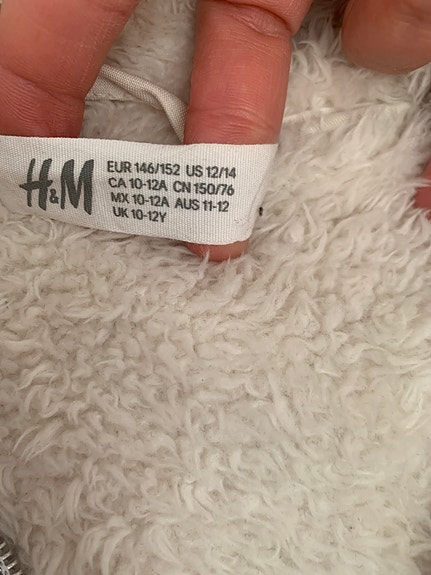 H&M
EUR 146/152 US 12/14
CA 10-12A CN 150/76
MX 10-12A AUS 11-12
UK 10-12Y